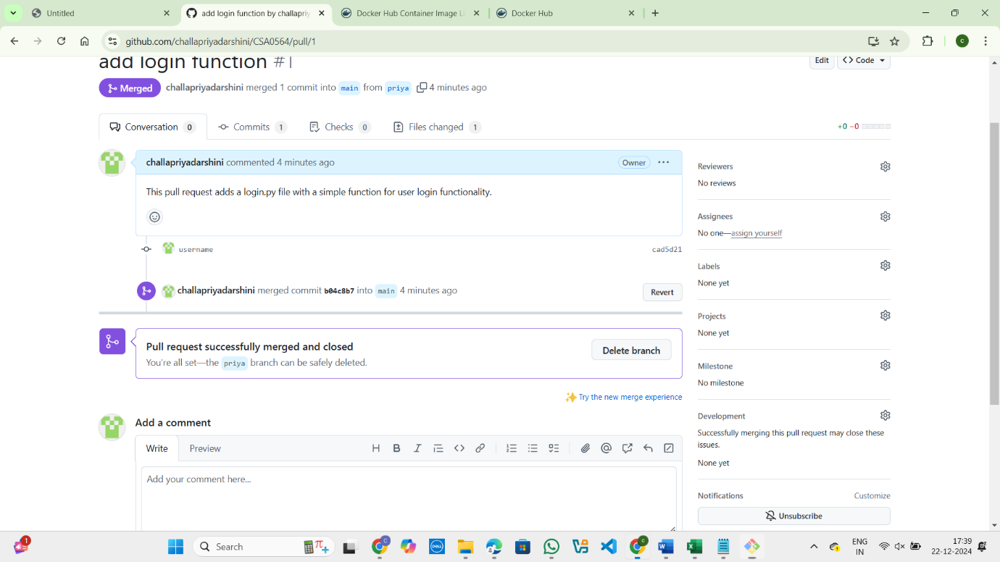 Untitled
add login function by challapriy
Docker Hub Container Image Li
Docker Hub
github.com/challapriyadarshini/CSA0564/pull/1
C
add login function #1
Edit
<> Code
Merged
challapriyadarshini merged 1 commit into main from priya 4 minutes ago
Conversation 0
Commits 1
Checks 0
Files changed 1
+0 −0
challapriyadarshini commented 4 minutes ago
Owner
This pull request adds a login.py file with a simple function for user login functionality.
username
cad5d21
challapriyadarshini merged commit b04c8b7 into main 4 minutes ago
Revert
Pull request successfully merged and closed
You're all set—the priya branch can be safely deleted.
Delete branch
Try the new merge experience
Add a comment
Write
Preview
Add your comment here...
Reviewers
No reviews
Assignees
No one—assign yourself
Labels
None yet
Projects
None yet
Milestone
No milestone
Development
Successfully merging this pull request may close these
issues.
None yet
Notifications
Customize
Unsubscribe
1
Search
C
DELL
C
ENG
IN
17:39
22-12-2024